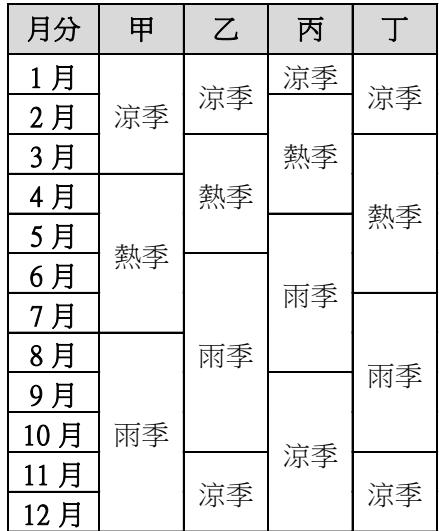 月分 甲 乙 丙 丁
1月 涼季 涼季 涼季 涼季
2月 熱季
3月 熱季 熱季
4月 熱季
5月 雨季
6月 雨季
7月 雨季
8月 雨季
9月 涼季
10月
11月 涼季 涼季
12月